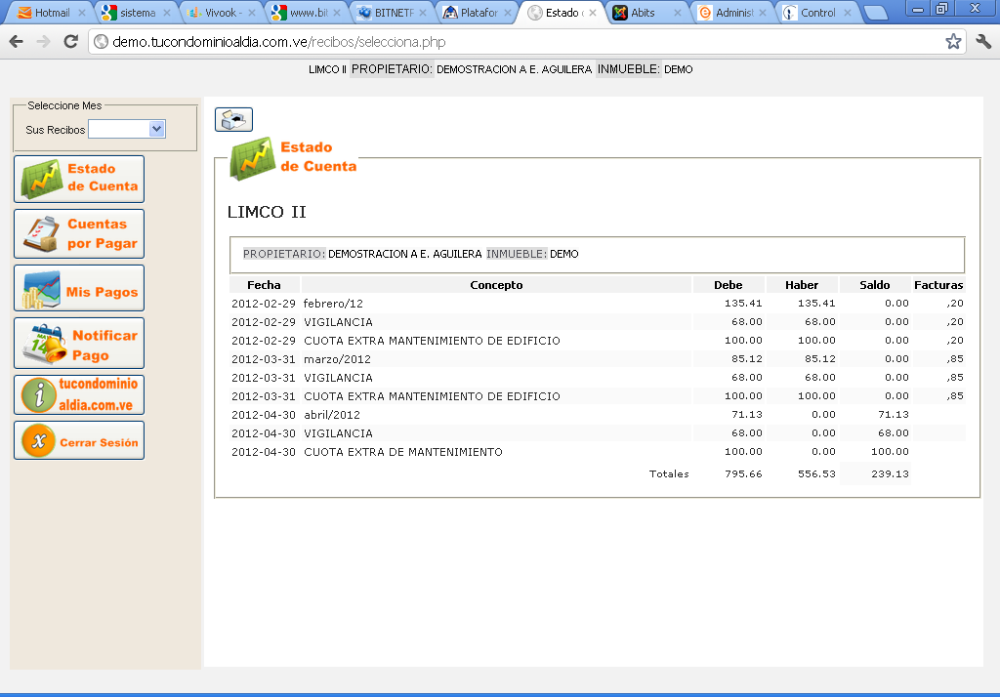 Hotmail sistema Vivook - www.bi BITNETP Platafor Estado Abits Adminis Control
demo.tucondominioaldia.com.ve/recibos/selecciona.php
LIMCO II PROPIETARIO: DEMOSTRACION A E. AGUILERA INMUEBLE: DEMO
Seleccione Mes
Sus Recibos
Estado
de Cuenta
Cuentas
por Pagar
Mis Pagos
Notificar
Pago
tucondominio
aldia.com.ve
Cerrar Sesión
Estado
de Cuenta
LIMCO II
PROPIETARIO: DEMOSTRACION A E. AGUILERA INMUEBLE: DEMO
Fecha Concepto Debe Haber Saldo Facturas
2012-02-29 febrero/12 135.41 135.41 0.00 ,20
2012-02-29 VIGILANCIA 68.00 68.00 0.00 ,20
2012-02-29 CUOTA EXTRA MANTENIMIENTO DE EDIFICIO 100.00 100.00 0.00 ,20
2012-03-31 marzo/2012 85.12 85.12 0.00 ,85
2012-03-31 VIGILANCIA 68.00 68.00 0.00 ,85
2012-03-31 CUOTA EXTRA MANTENIMIENTO DE EDIFICIO 100.00 100.00 0.00 ,85
2012-04-30 abril/2012 71.13 0.00 71.13
2012-04-30 VIGILANCIA 68.00 0.00 68.00
2012-04-30 CUOTA EXTRA DE MANTENIMIENTO 100.00 0.00 100.00
Totales 795.66 556.53 239.13